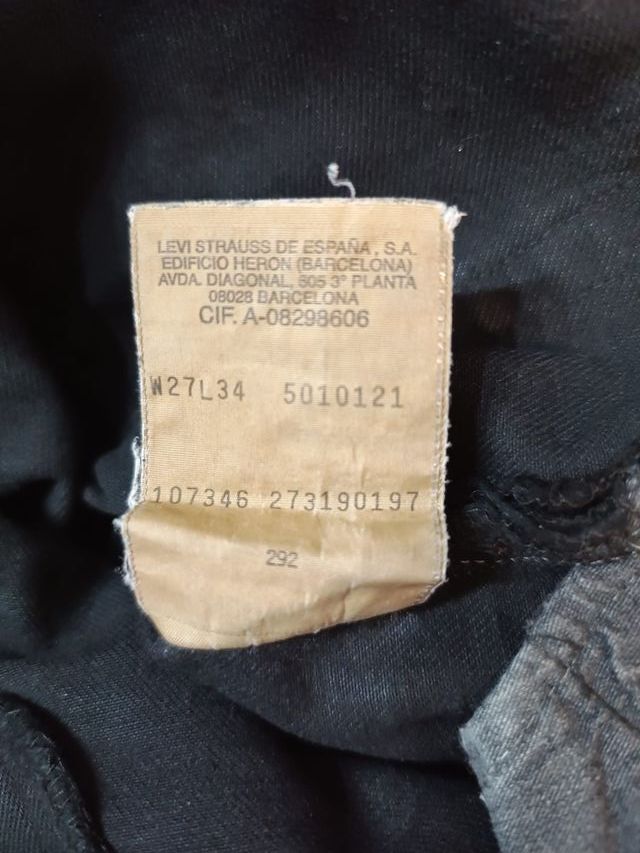 LEVI STRAUSS DE ESPAÑA, S.A.
EDIFICIO HERON (BARCELONA)
AVDA. DIAGONAL, 605 3º PLANTA
08028 BARCELONA
CIF. A-08298606
W27L34 5010121
107346 273190197
292